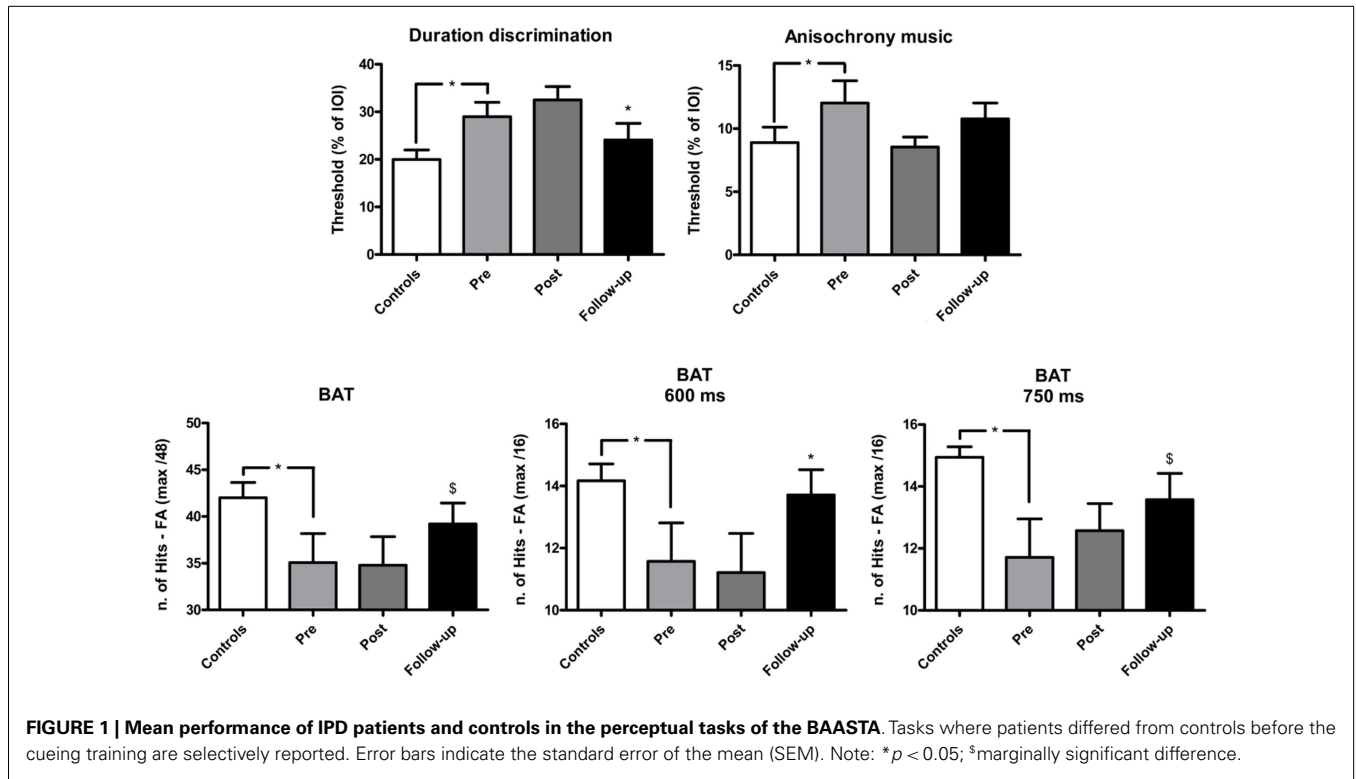 Duration discrimination
Threshold (% of IOI)
40
30
20
10
0
*
*
Controls
Pre
Post
Follow-up
Anisochrony music
Threshold (% of IOI)
15
10
5
0
*
Controls
Pre
Post
Follow-up
BAT
n. of Hits - FA (max /48)
50
45
40
35
30
*
$
Controls
Pre
Post
Follow-up
BAT
600 ms
n. of Hits - FA (max /16)
16
14
12
10
*
*
Controls
Pre
Post
Follow-up
BAT
750 ms
n. of Hits - FA (max /16)
16
14
12
10
*
$
Controls
Pre
Post
Follow-up
FIGURE 1 | Mean performance of IPD patients and controls in the perceptual tasks of the BAASTA. Tasks where patients differed from controls before the
cueing training are selectively reported. Error bars indicate the standard error of the mean (SEM). Note: *p < 0.05; $marginally significant difference.